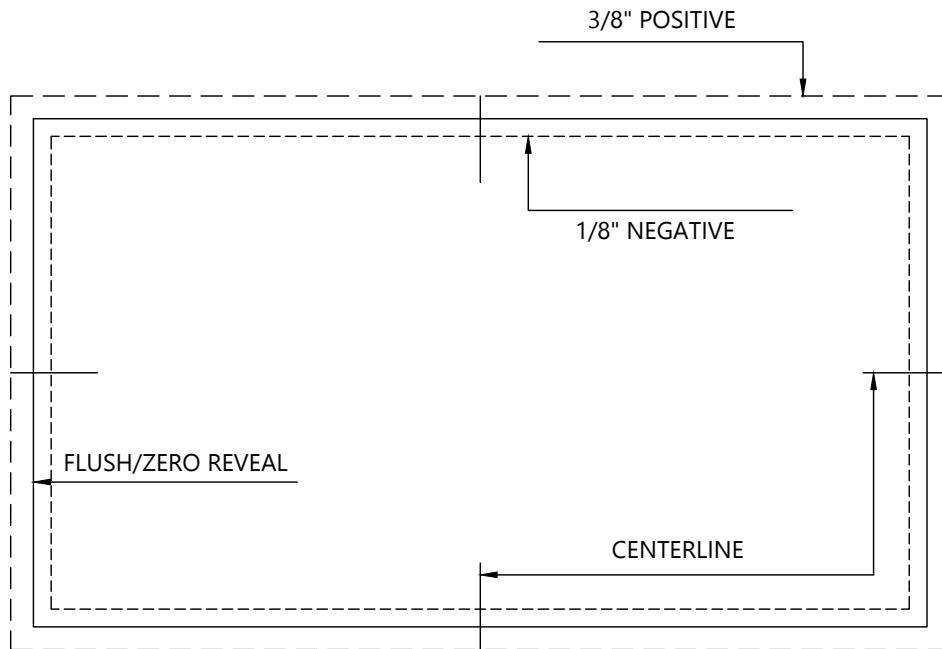 3/8" POSITIVE
1/8" NEGATIVE
FLUSH/ZERO REVEAL
CENTERLINE